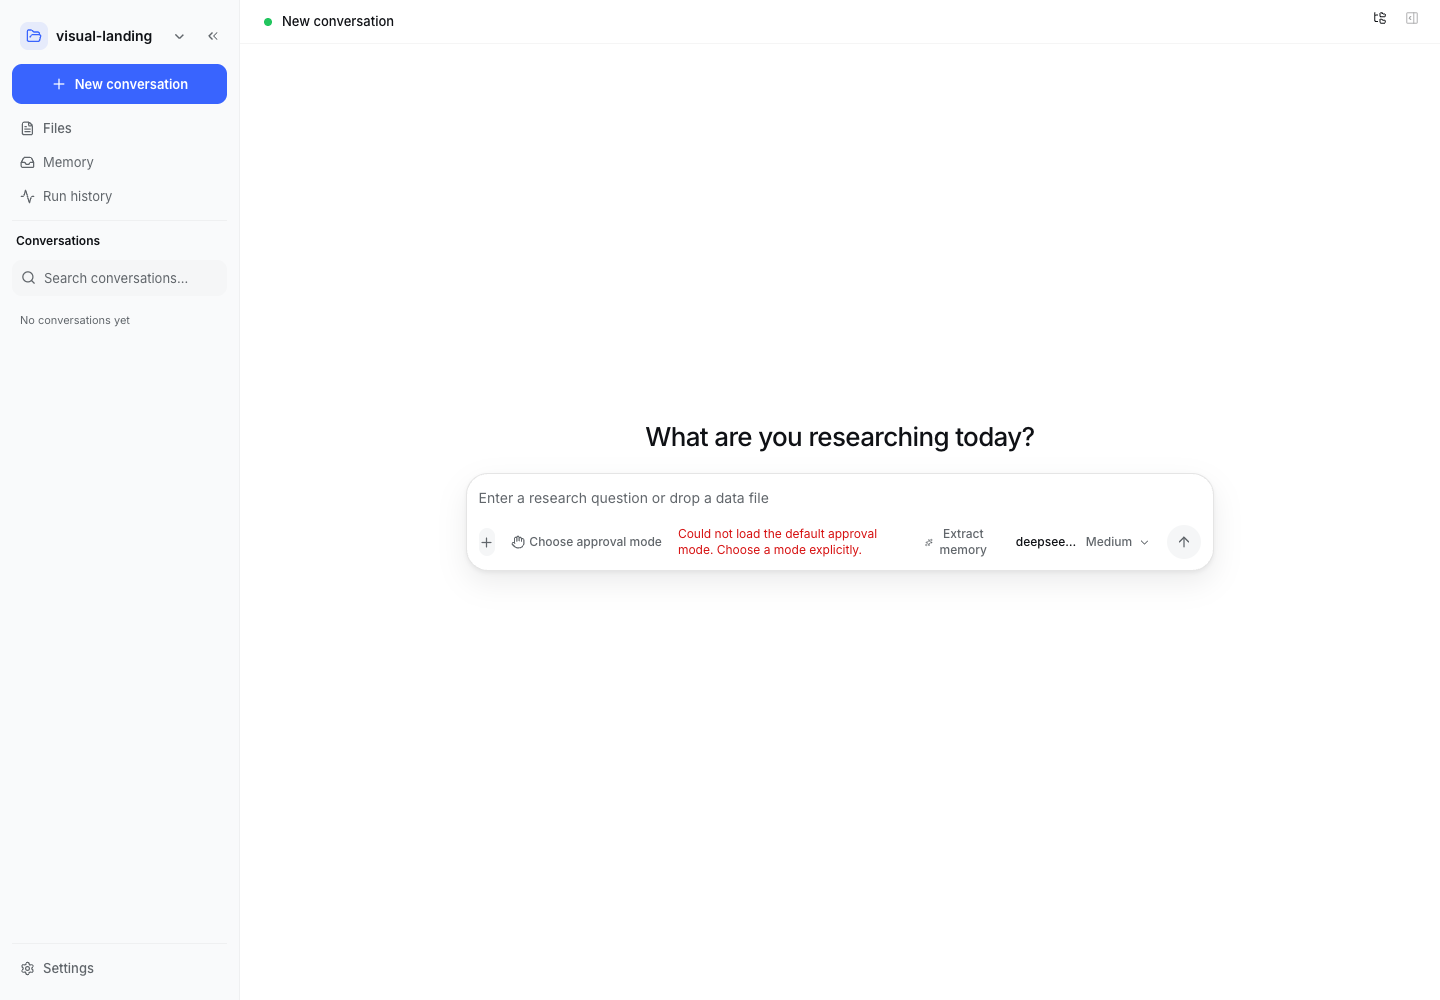 visual-landing
New conversation
Files
Memory
Run history
Conversations
Search conversations...
No conversations yet
Settings
New conversation
What are you researching today?
Enter a research question or drop a data file
Choose approval mode
Could not load the default approval
mode. Choose a mode explicitly.
Extract
memory
deepsee...
Medium